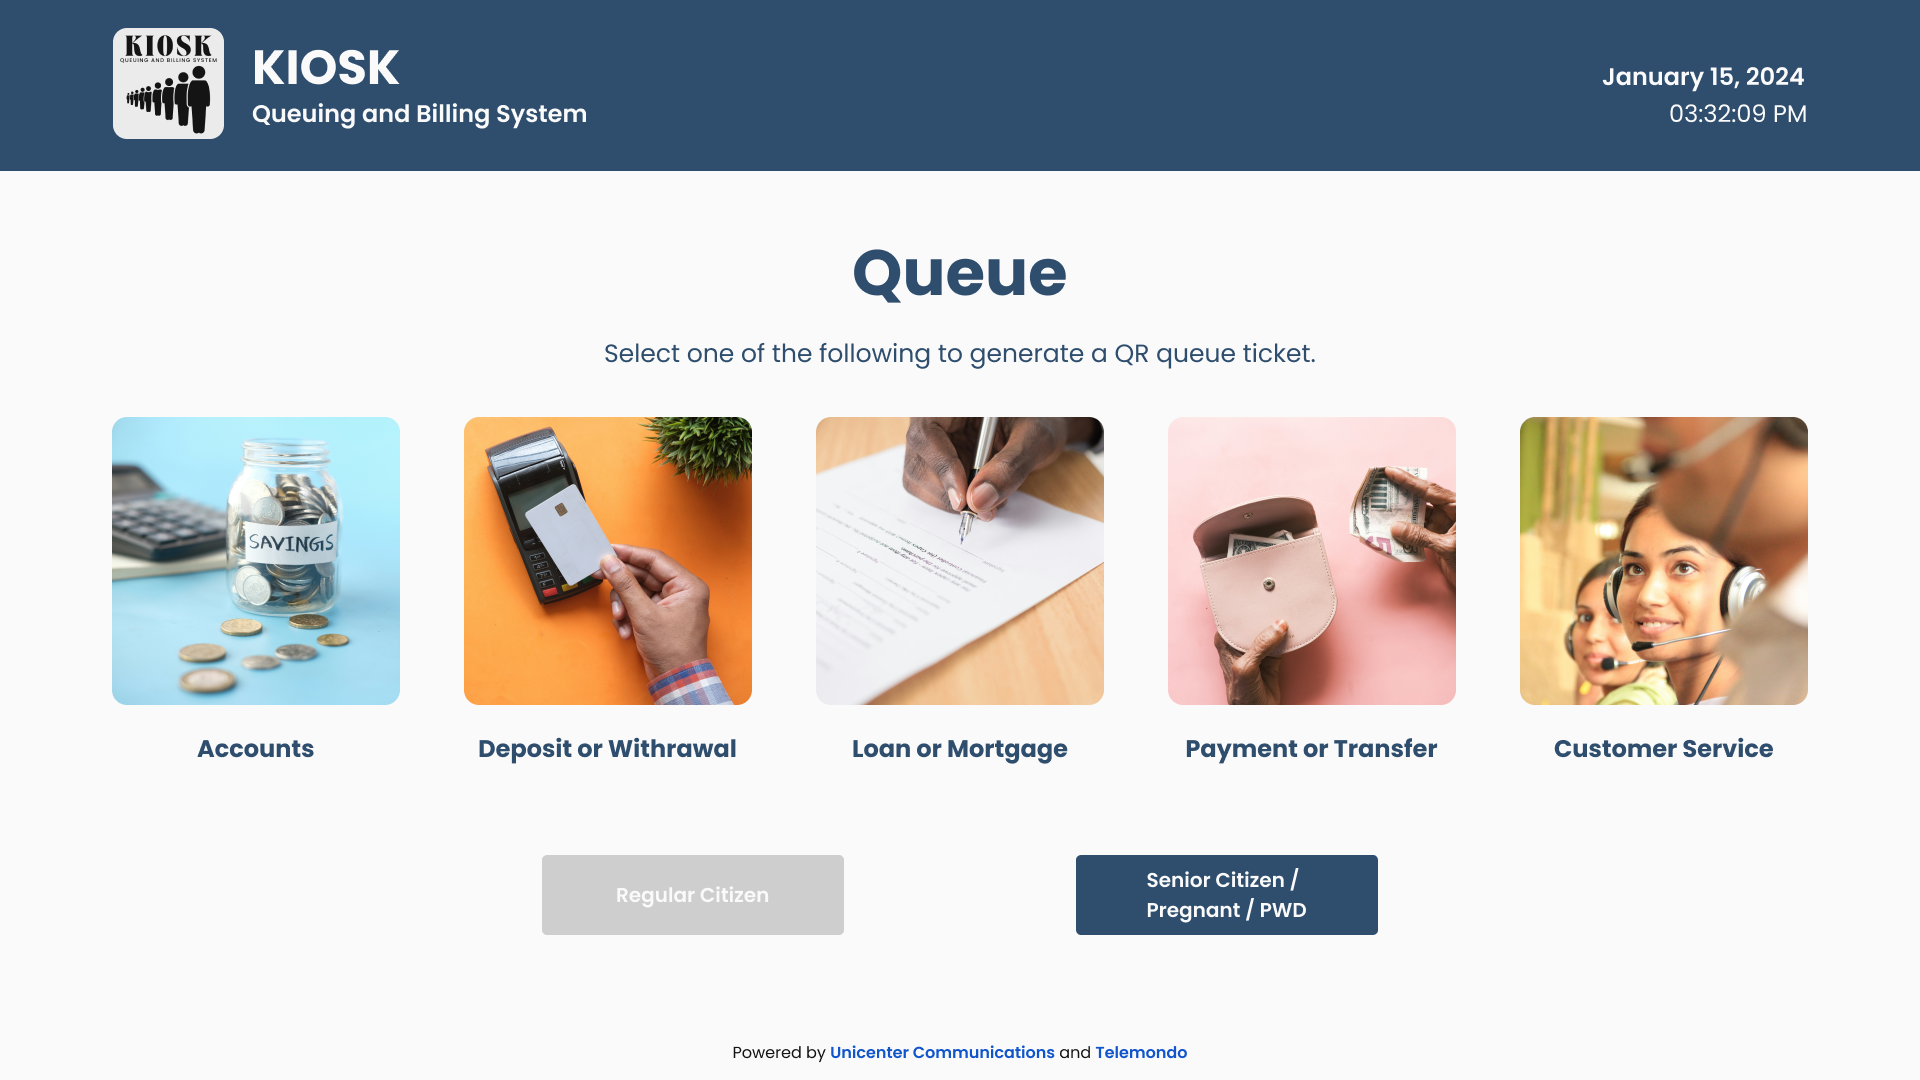 KIOSK
QUEUING AND BILLING SYSTEM
KIOSK
Queuing and Billing System
January 15, 2024
03:32:09 PM
Queue
Select one of the following to generate a QR queue ticket.
SAVINGS
Accounts
Deposit or Withrawal
Loan or Mortgage
Payment or Transfer
Customer Service
Regular Citizen
Senior Citizen /
Pregnant / PWD
Powered by Unicenter Communications and Telemondo